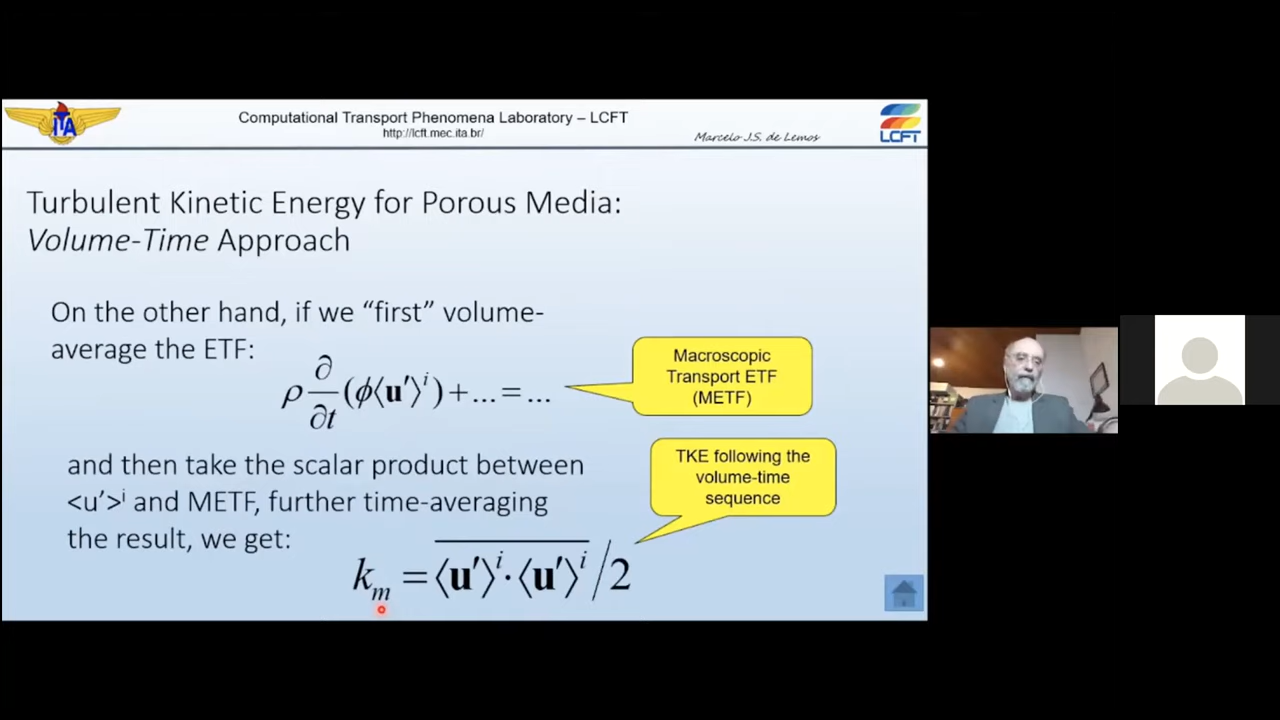 Computational Transport Phenomena Laboratory – LCFT
http://lcft.mec.ita.br/
Marcelo J.S. de Lemos
ITA
LCFT
Turbulent Kinetic Energy for Porous Media:
Volume-Time Approach
On the other hand, if we “first” volume-
average the ETF:
ρ ∂/∂t (ϕ⟨u′⟩ⁱ) + ... = ...
Macroscopic
Transport ETF
(METF)
and then take the scalar product between
<u’>ⁱ and METF, further time-averaging
the result, we get:
TKE following the
volume-time
sequence
kₘ = \overline{⟨u′⟩ⁱ · ⟨u′⟩ⁱ} / 2